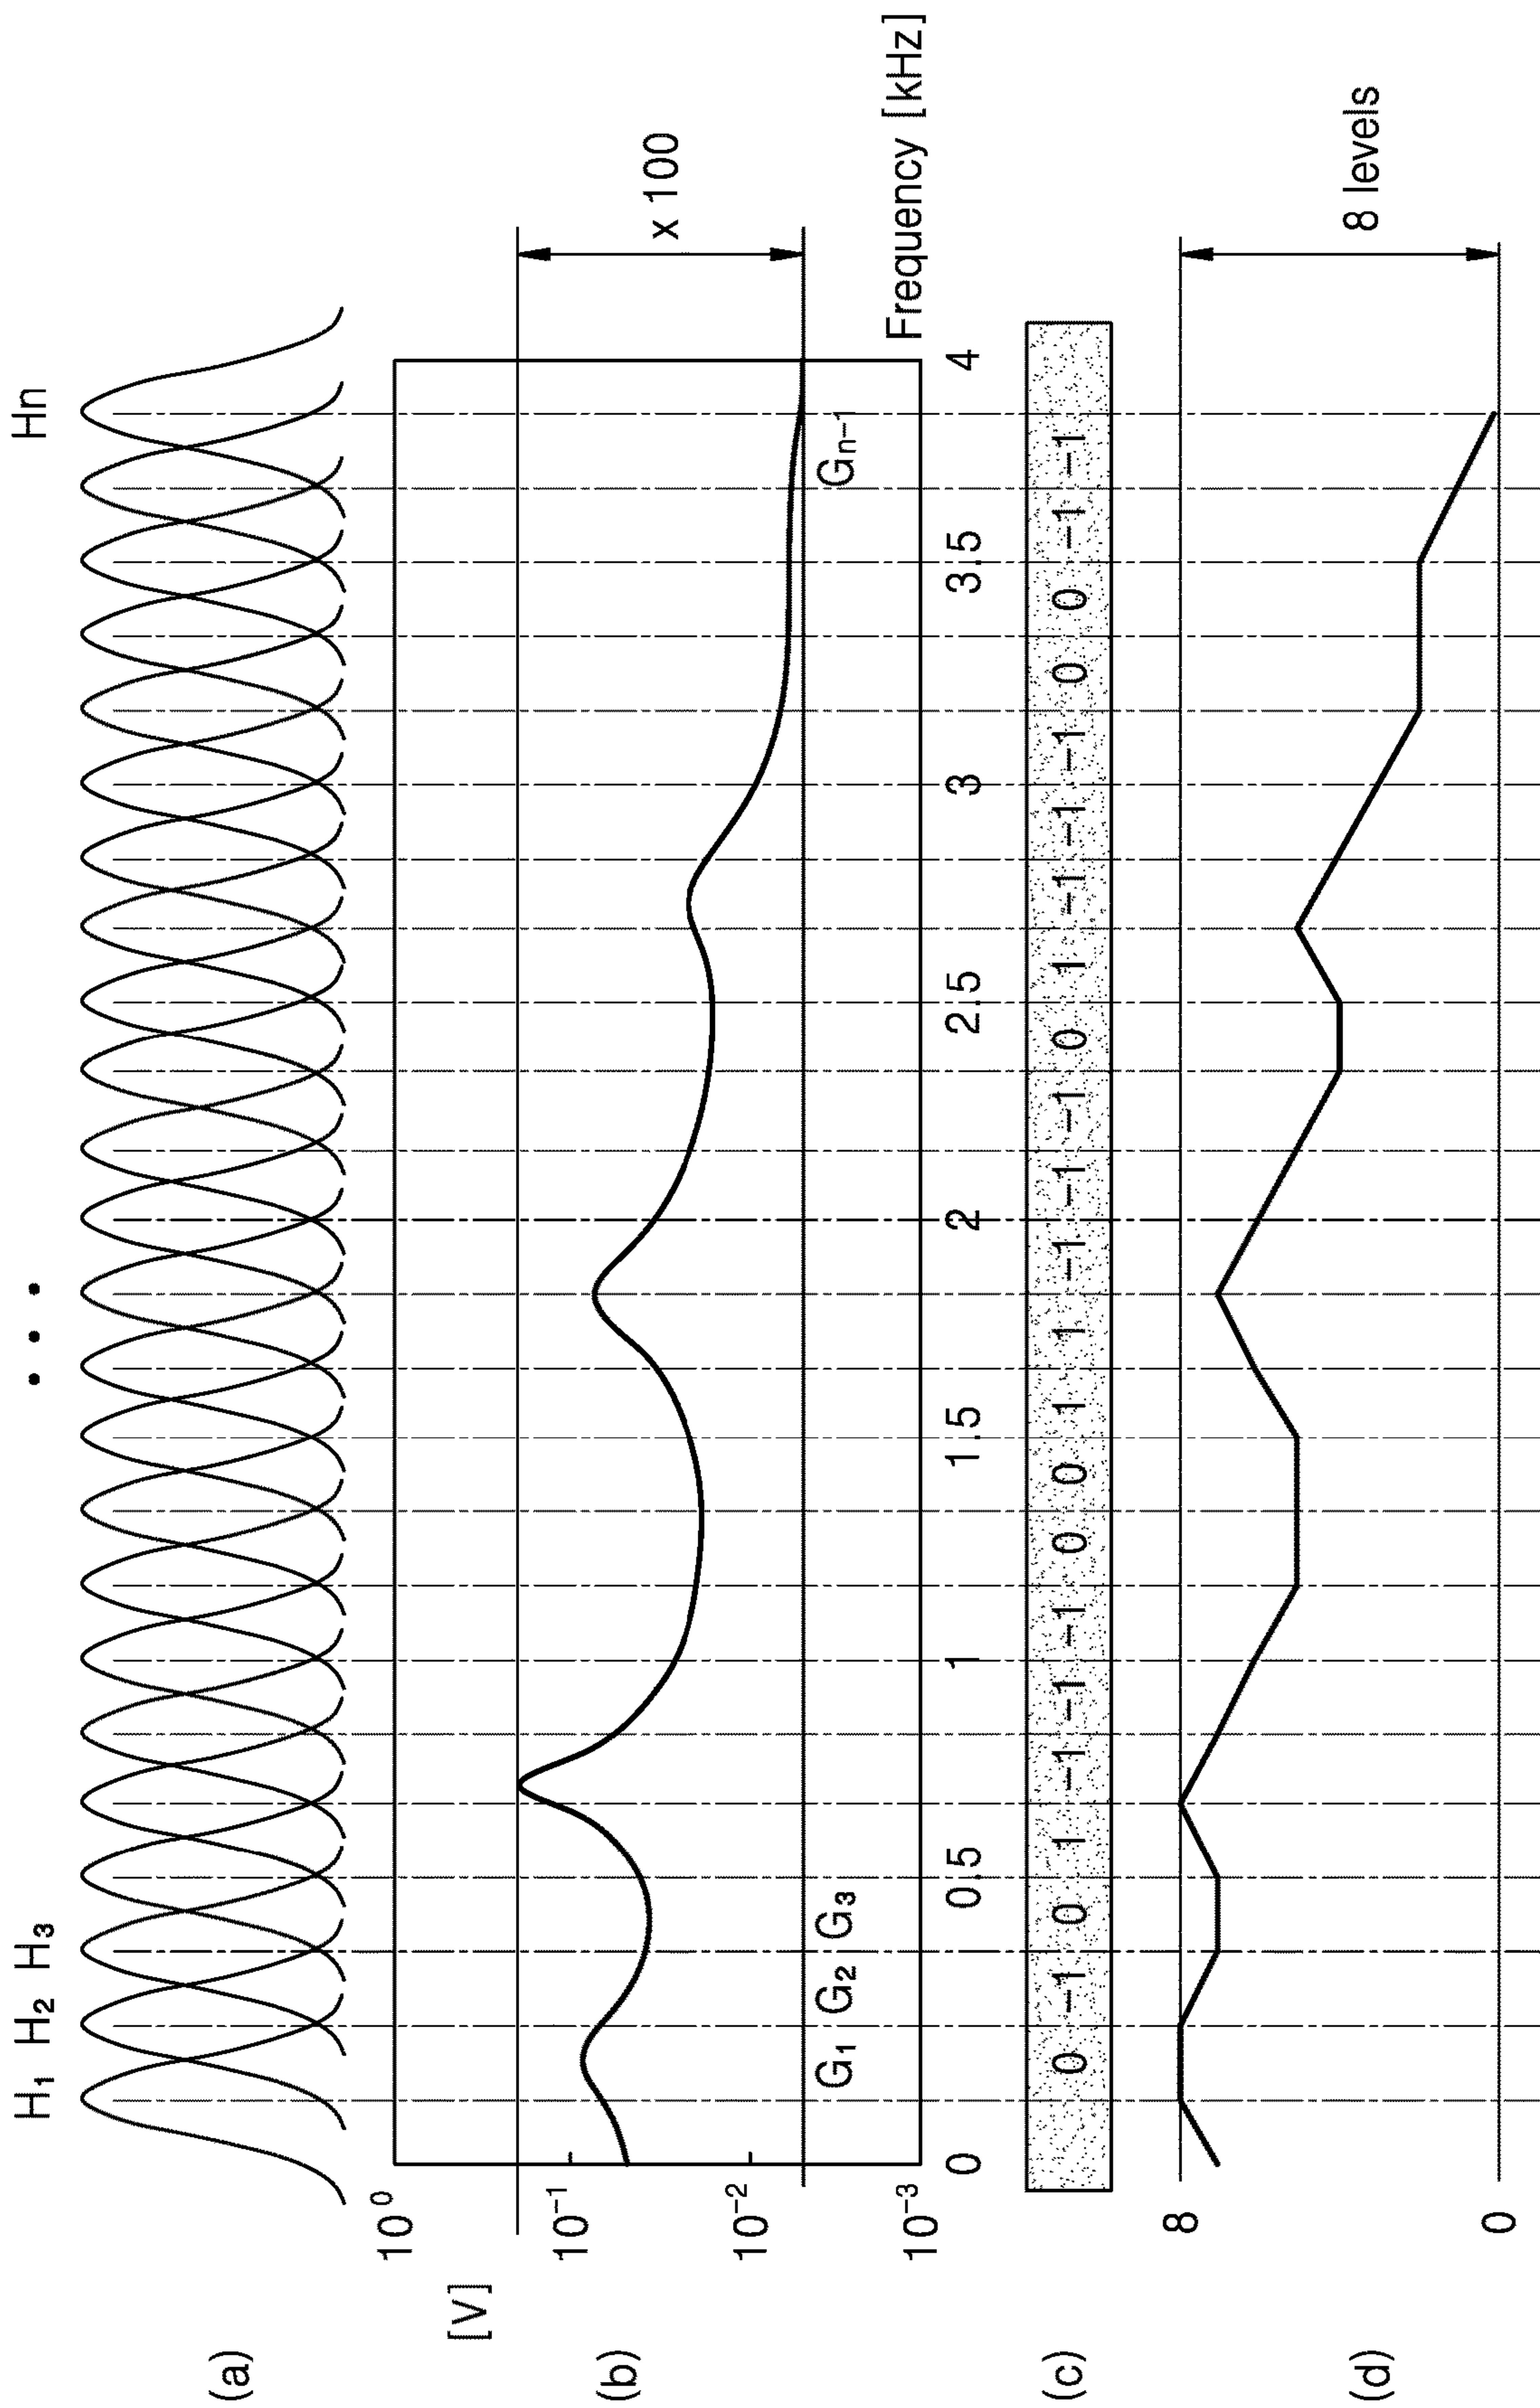 H₁ H₂ H₃ • • • Hn
(a)
[V]
10⁰
10⁻¹
10⁻²
10⁻³
(b)
x 100
G₁ G₂ G₃ Gₙ₋₁
0 0.5 1 1.5 2 2.5 3 3.5 4
Frequency [kHz]
(c)
0 -1 0 1 -1 -1 -1 0 0 1 1 -1 -1 -1 0 1 -1 -1 -1 0 0 -1 -1
8
(d)
8 levels
0